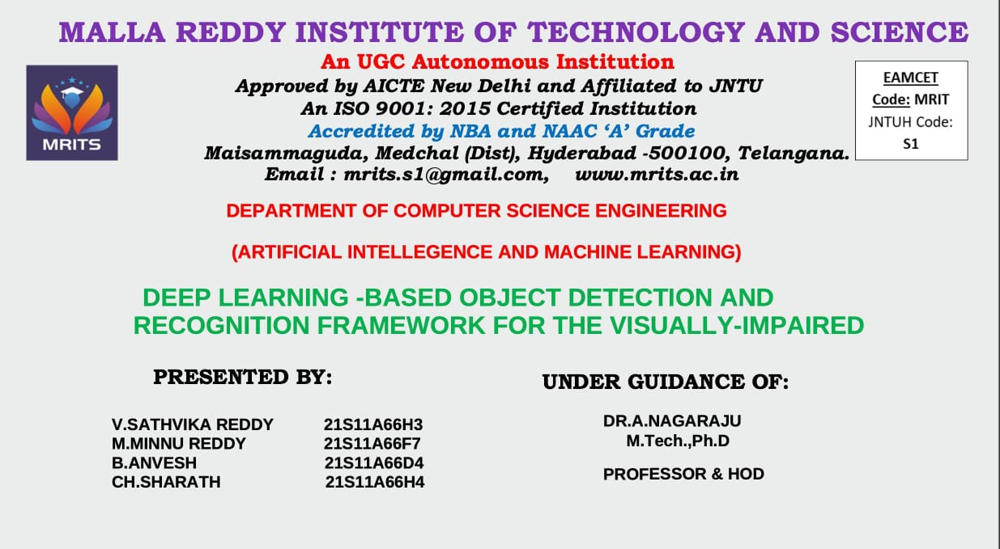 MALLA REDDY INSTITUTE OF TECHNOLOGY AND SCIENCE
An UGC Autonomous Institution
Approved by AICTE New Delhi and Affiliated to JNTU
An ISO 9001: 2015 Certified Institution
Accredited by NBA and NAAC ‘A’ Grade
Maisammaguda, Medchal (Dist), Hyderabad -500100, Telangana.
Email : mrits.s1@gmail.com, www.mrits.ac.in
MRITS
EAMCET
Code: MRIT
JNTUH Code:
S1
DEPARTMENT OF COMPUTER SCIENCE ENGINEERING
(ARTIFICIAL INTELLEGENCE AND MACHINE LEARNING)
DEEP LEARNING -BASED OBJECT DETECTION AND
RECOGNITION FRAMEWORK FOR THE VISUALLY-IMPAIRED
PRESENTED BY:
V.SATHVIKA REDDY 21S11A66H3
M.MINNU REDDY 21S11A66F7
B.ANVESH 21S11A66D4
CH.SHARATH 21S11A66H4
UNDER GUIDANCE OF:
DR.A.NAGARAJU
M.Tech.,Ph.D
PROFESSOR & HOD